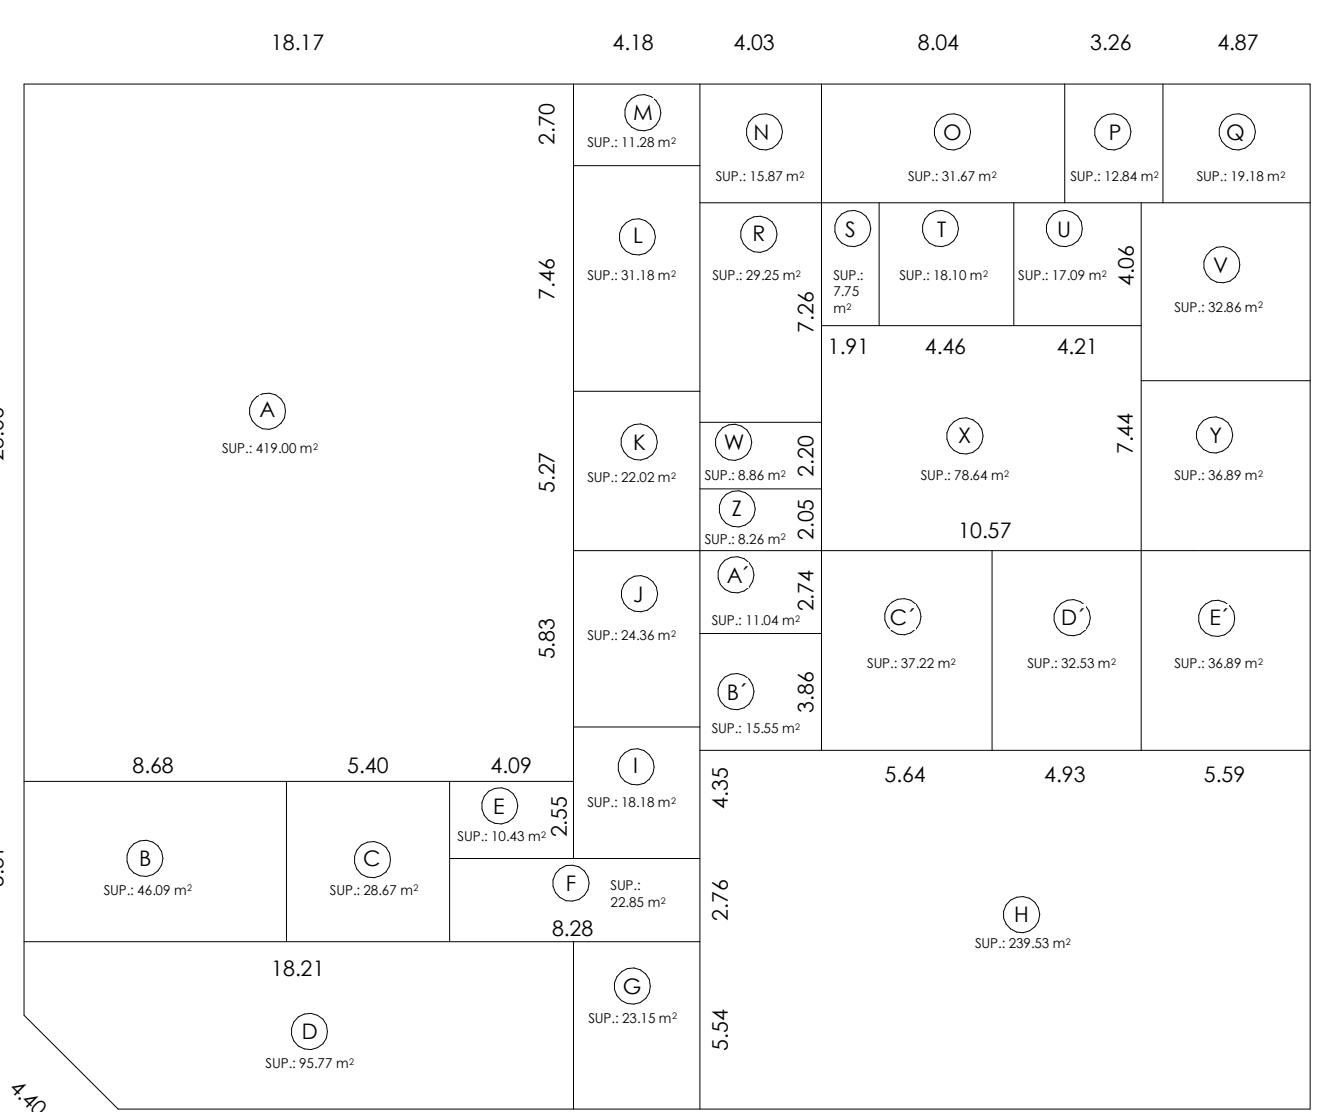 18.17 4.18 4.03 8.04 3.26 4.87
2.70
M
SUP.: 11.28 m²
N
SUP.: 15.87 m²
O
SUP.: 31.67 m²
P
SUP.: 12.84 m²
Q
SUP.: 19.18 m²
7.46
L
SUP.: 31.18 m²
R
SUP.: 29.25 m²
7.26
S
SUP.:
7.75
m²
T
SUP.: 18.10 m²
U
SUP.: 17.09 m²
4.06
V
SUP.: 32.86 m²
1.91 4.46 4.21
A
SUP.: 419.00 m²
5.27
K
SUP.: 22.02 m²
W
SUP.: 8.86 m²
2.20
X
SUP.: 78.64 m²
7.44
10.57
Y
SUP.: 36.89 m²
Z
SUP.: 8.26 m²
2.05
5.83
J
SUP.: 24.36 m²
A´
SUP.: 11.04 m²
2.74
C´
SUP.: 37.22 m²
D´
SUP.: 32.53 m²
E´
SUP.: 36.89 m²
B´
SUP.: 15.55 m²
3.86
8.68 5.40 4.09
I
SUP.: 18.18 m²
4.35
5.64 4.93 5.59
B
SUP.: 46.09 m²
C
SUP.: 28.67 m²
E
SUP.: 10.43 m²
2.55
F
SUP.:
22.85 m²
8.28
2.76
H
SUP.: 239.53 m²
18.21
D
SUP.: 95.77 m²
G
SUP.: 23.15 m²
5.54
4.40